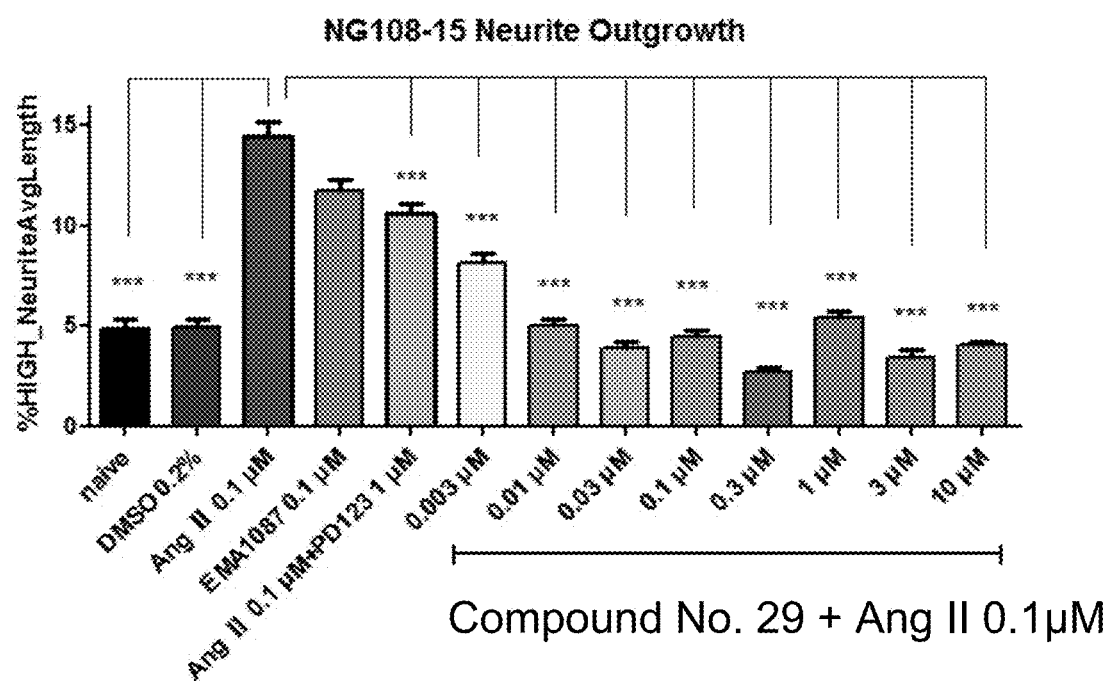 NG108-15 Neurite Outgrowth
%HIGH_NeuriteAvgLength
15
10
5
0
***
***
***
***
***
***
***
***
***
***
***
naive
DMSO 0.2%
Ang II 0.1 µM
EMA1087 0.1 µM
Ang II 0.1 µM+PD123 1 µM
0.003 µM
0.01 µM
0.03 µM
0.1 µM
0.3 µM
1 µM
3 µM
10 µM
Compound No. 29 + Ang II 0.1µM